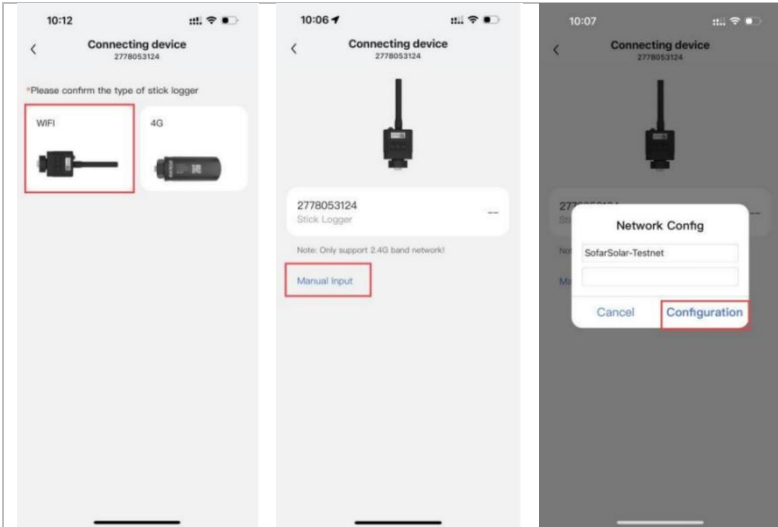 10:12
Connecting device
2778053124
*Please confirm the type of stick logger
WIFI
4G
10:06
Connecting device
2778053124
2778053124
Stick Logger
--
Note: Only support 2.4G band network!
Manual Input
10:07
Connecting device
2778053124
Network Config
SofarSolar-Testnet
Cancel
Configuration